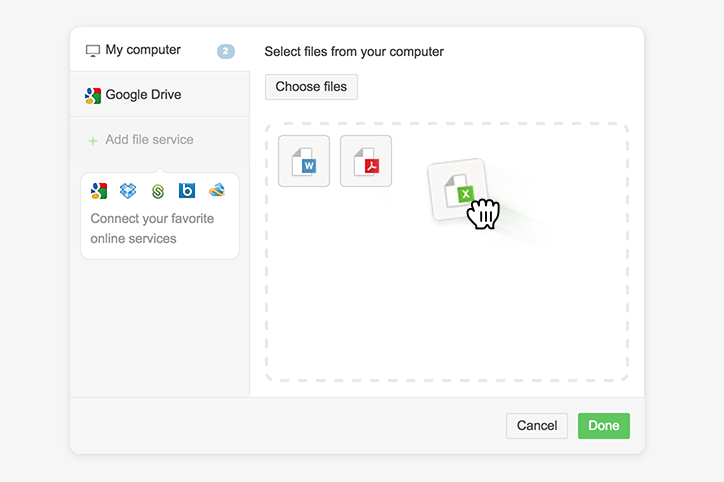 My computer
2
Google Drive
+ Add file service
Connect your favorite
online services
Select files from your computer
Choose files
W
X
Cancel
Done